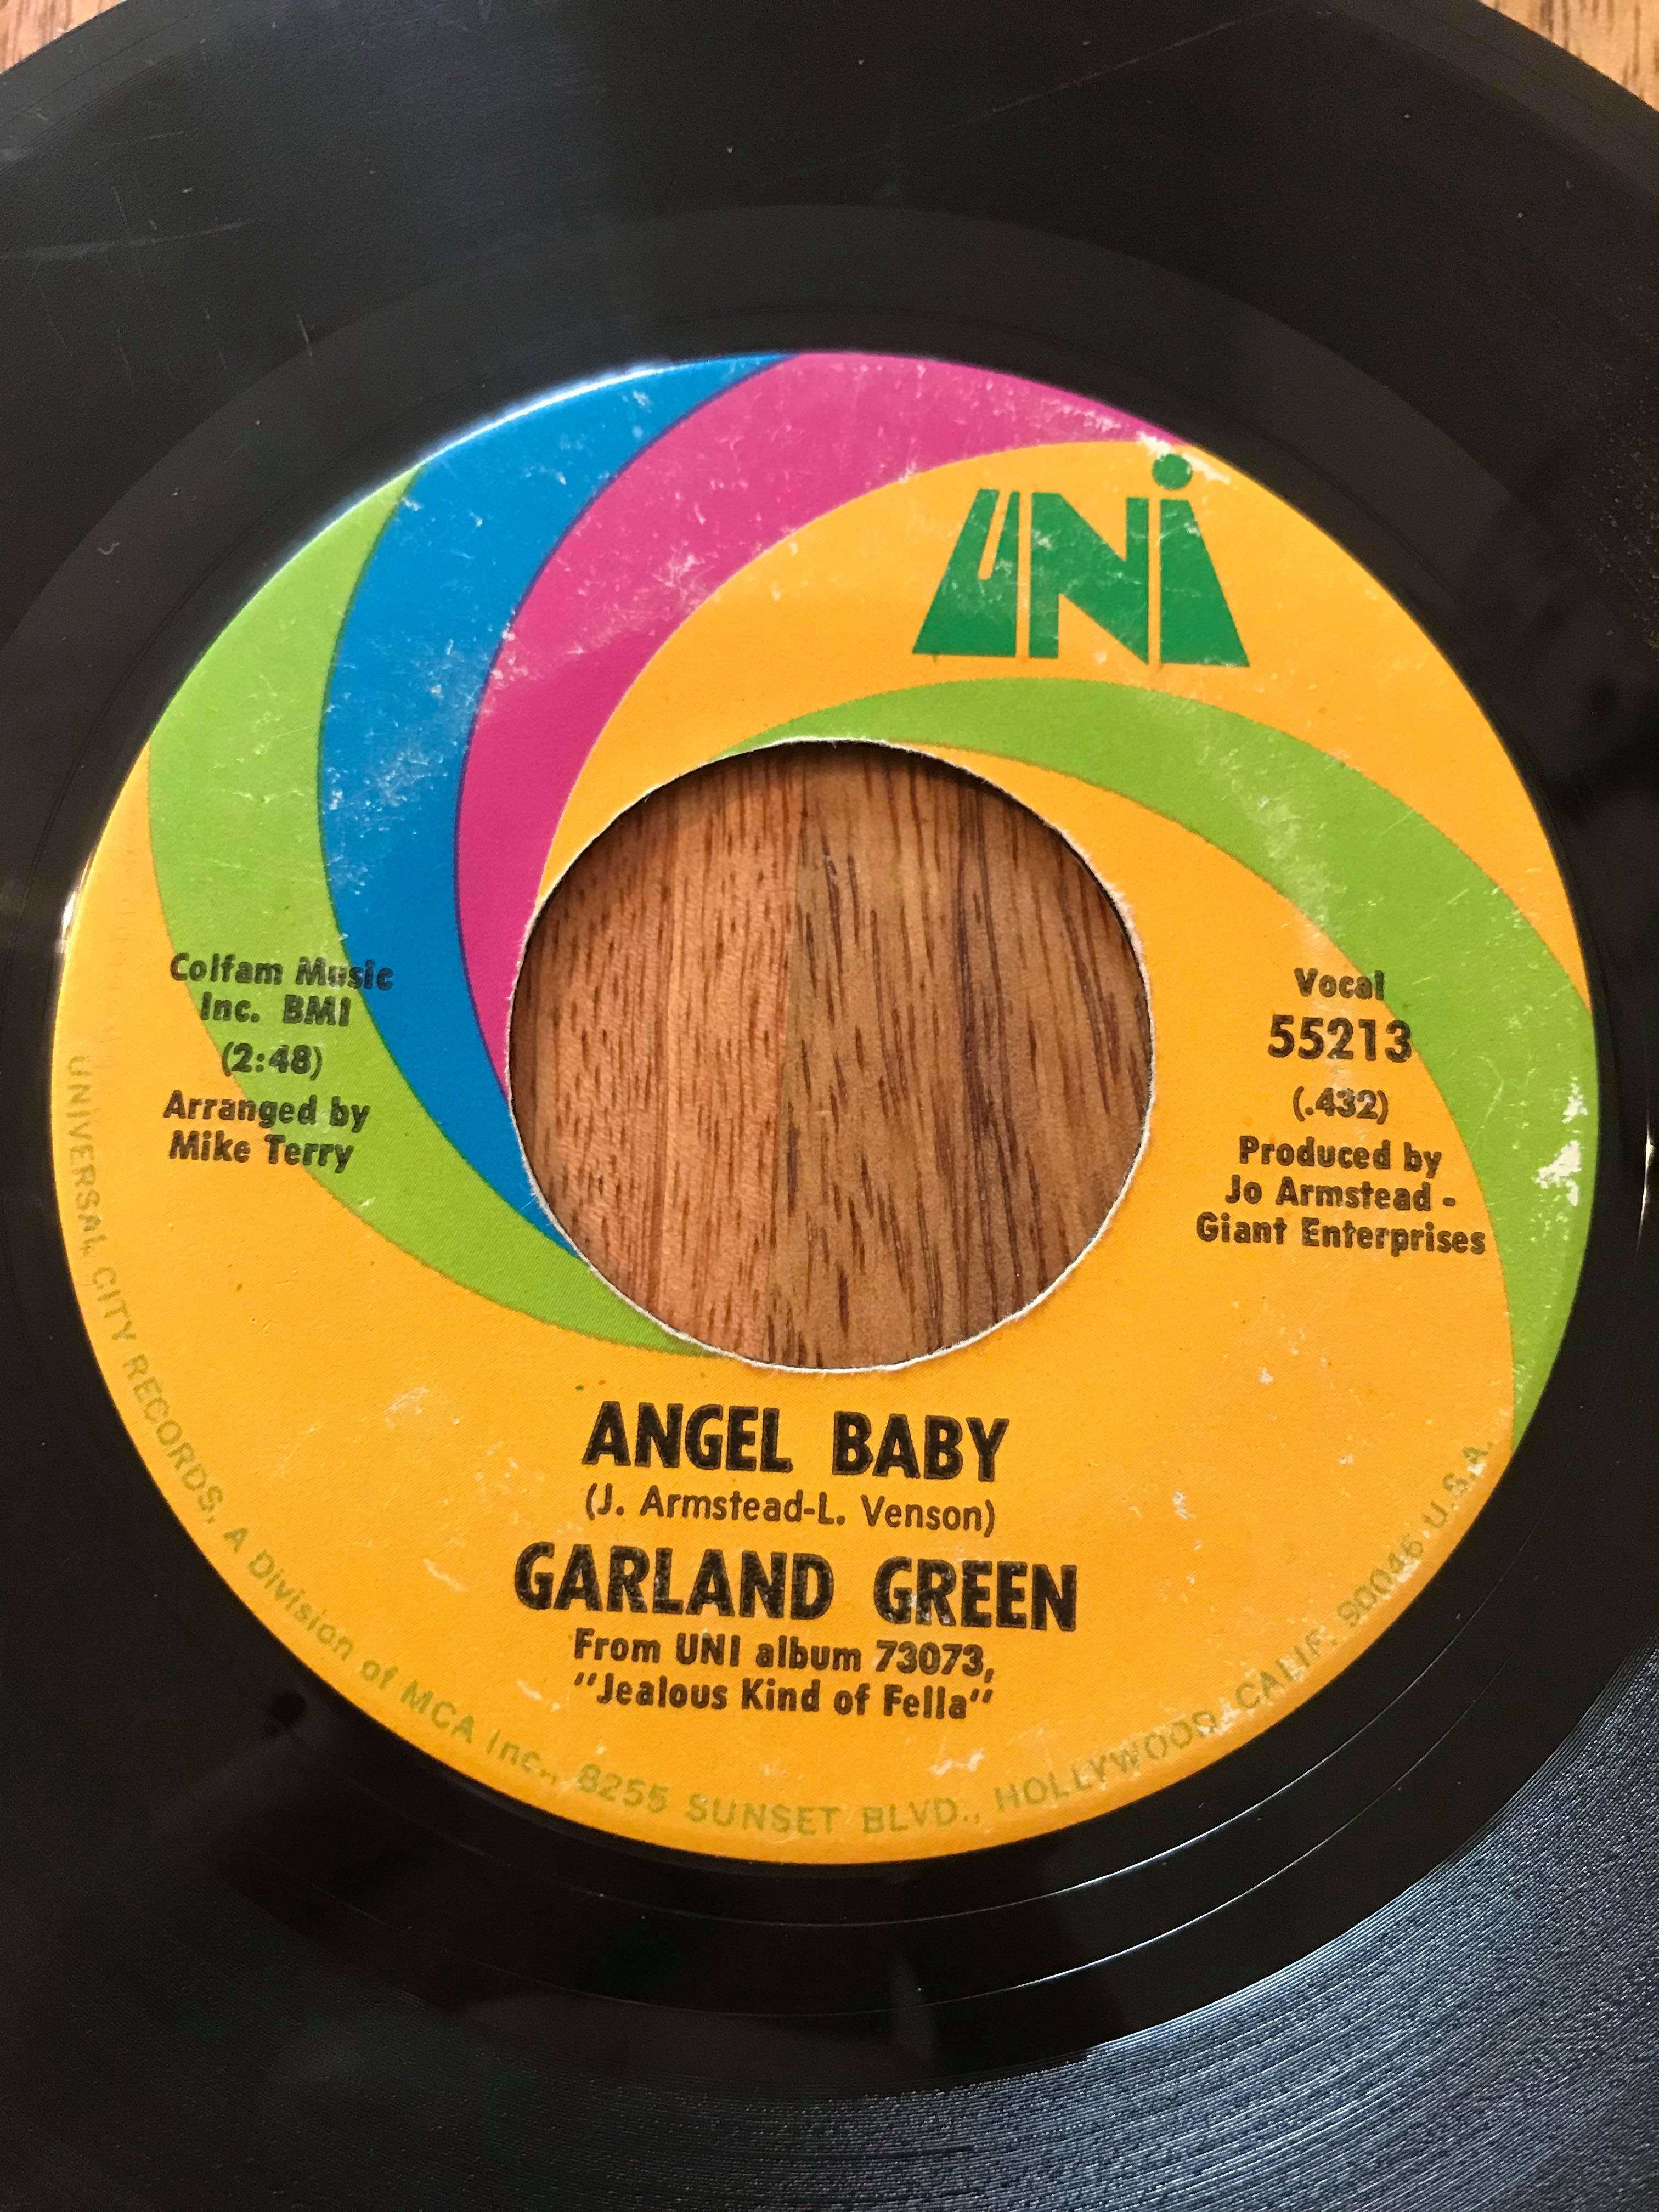 UNI
Colfam Music
Inc. BMI
(2:48)
Arranged by
Mike Terry
Vocal
55213
(.432)
Produced by
Jo Armstead -
Giant Enterprises
ANGEL BABY
(J. Armstead-L. Venson)
GARLAND GREEN
From UNI album 73073,
"Jealous Kind of Fella"
UNIVERSAL CITY RECORDS, A Division of MCA Inc., 8255 SUNSET BLVD., HOLLYWOOD, CALIF. 90046 U.S.A.